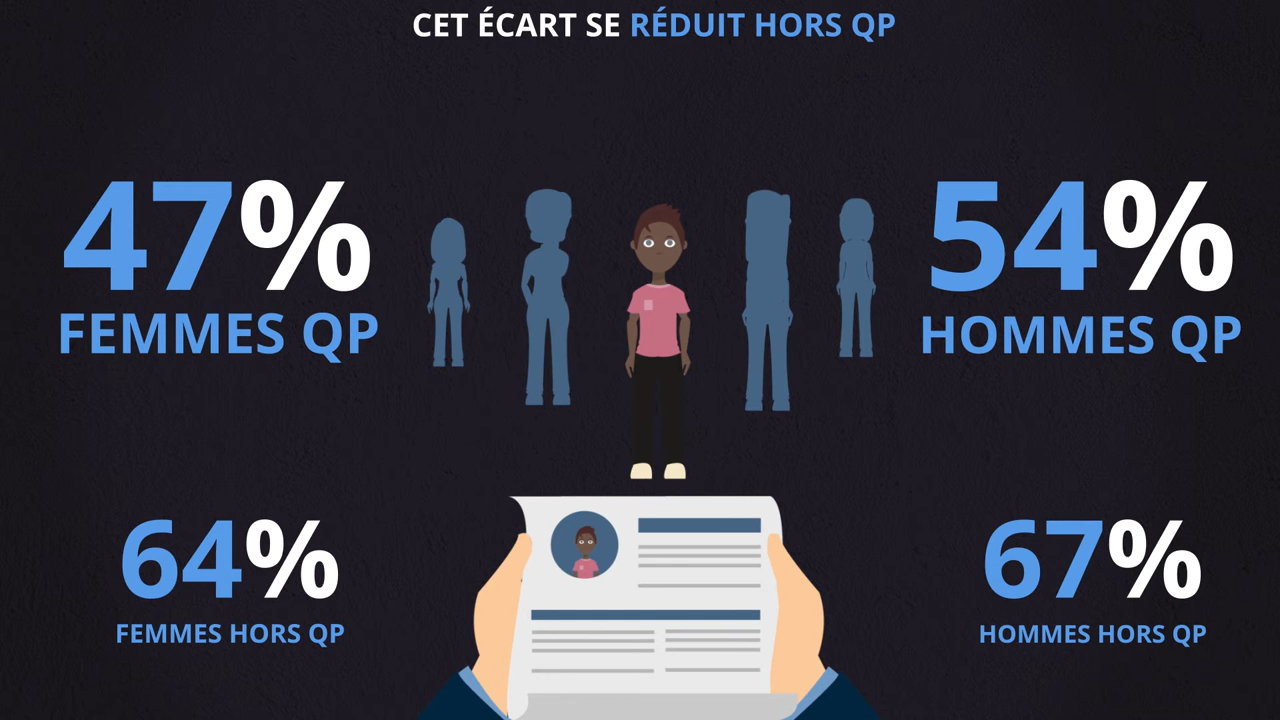 CET ÉCART SE RÉDUIT HORS QP
47%
FEMMES QP
54%
HOMMES QP
64%
FEMMES HORS QP
67%
HOMMES HORS QP